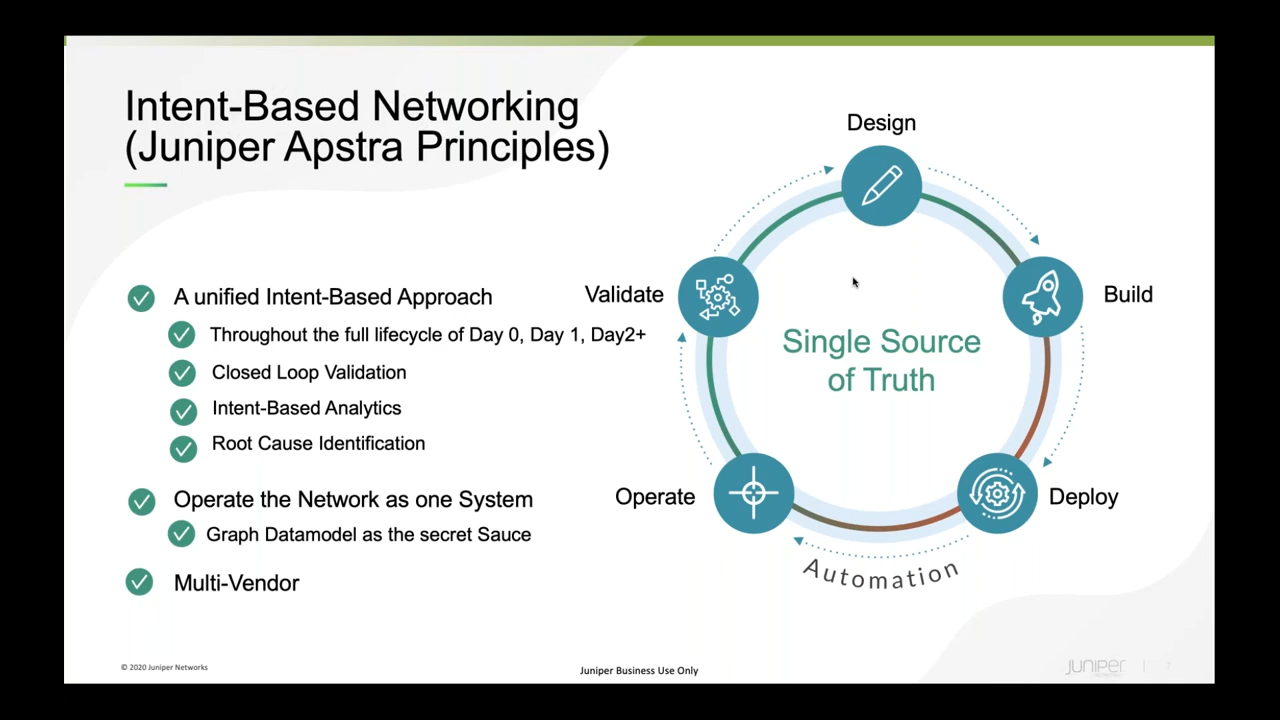 Intent-Based Networking
(Juniper Apstra Principles)
A unified Intent-Based Approach
Throughout the full lifecycle of Day 0, Day 1, Day2+
Closed Loop Validation
Intent-Based Analytics
Root Cause Identification
Operate the Network as one System
Graph Datamodel as the secret Sauce
Multi-Vendor
Design
Validate
Build
Single Source
of Truth
Operate
Deploy
Automation
© 2020 Juniper Networks
Juniper Business Use Only
JUNIPEr
7